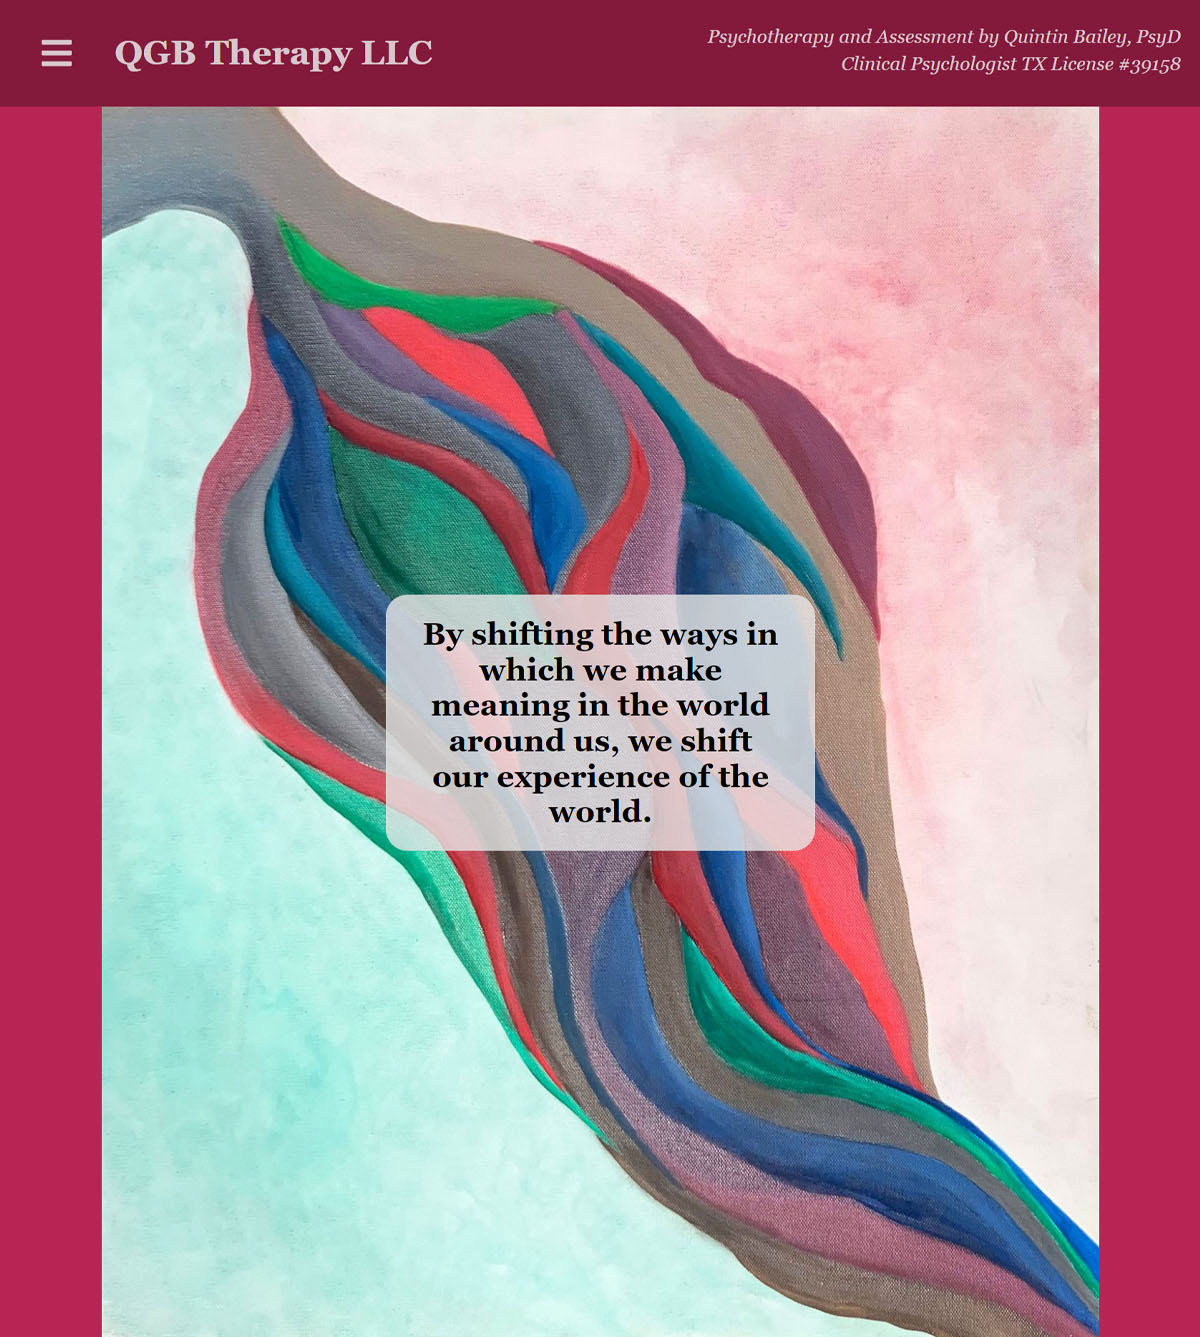 QGB Therapy LLC
Psychotherapy and Assessment by Quintin Bailey, PsyD
Clinical Psychologist TX License #39158
By shifting the ways in
which we make
meaning in the world
around us, we shift
our experience of the
world.